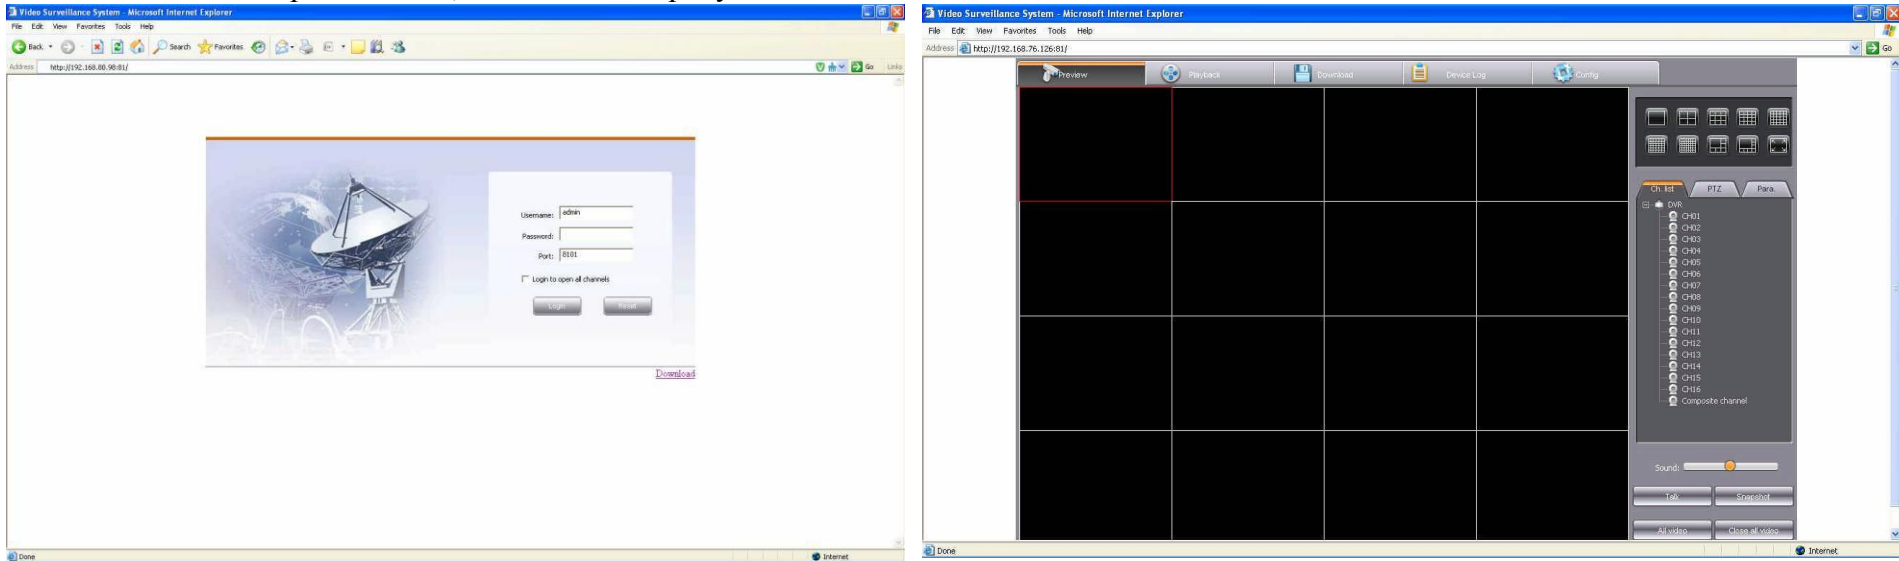 Video Surveillance System - Microsoft Internet Explorer
File Edit View Favorites Tools Help
Back Search Favorites
Address http://192.168.80.98:81/ Go Links
Username: admin
Password:
Port: 8101
Login to open all channels
Login Reset
Download
Done Internet
Video Surveillance System - Microsoft Internet Explorer
File Edit View Favorites Tools Help
Address http://192.168.76.126:81/ Go
Preview Playback Download Device Log Config
Ch. list PTZ Para.
DVR
CH01
CH02
CH03
CH04
CH05
CH06
CH07
CH08
CH09
CH10
CH11
CH12
CH13
CH14
CH15
CH16
Composite channel
Sound:
Talk Snapshot
All video Close all video
Done Internet